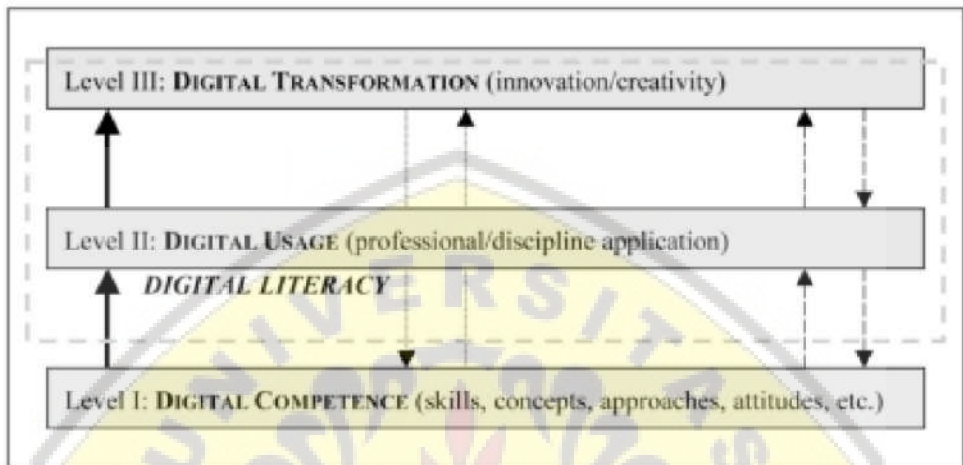 Level III: DIGITAL TRANSFORMATION (innovation/creativity)
Level II: DIGITAL USAGE (professional/discipline application)
DIGITAL LITERACY
UNIVERSITAS
Level I: DIGITAL COMPETENCE (skills, concepts, approaches, attitudes, etc.)